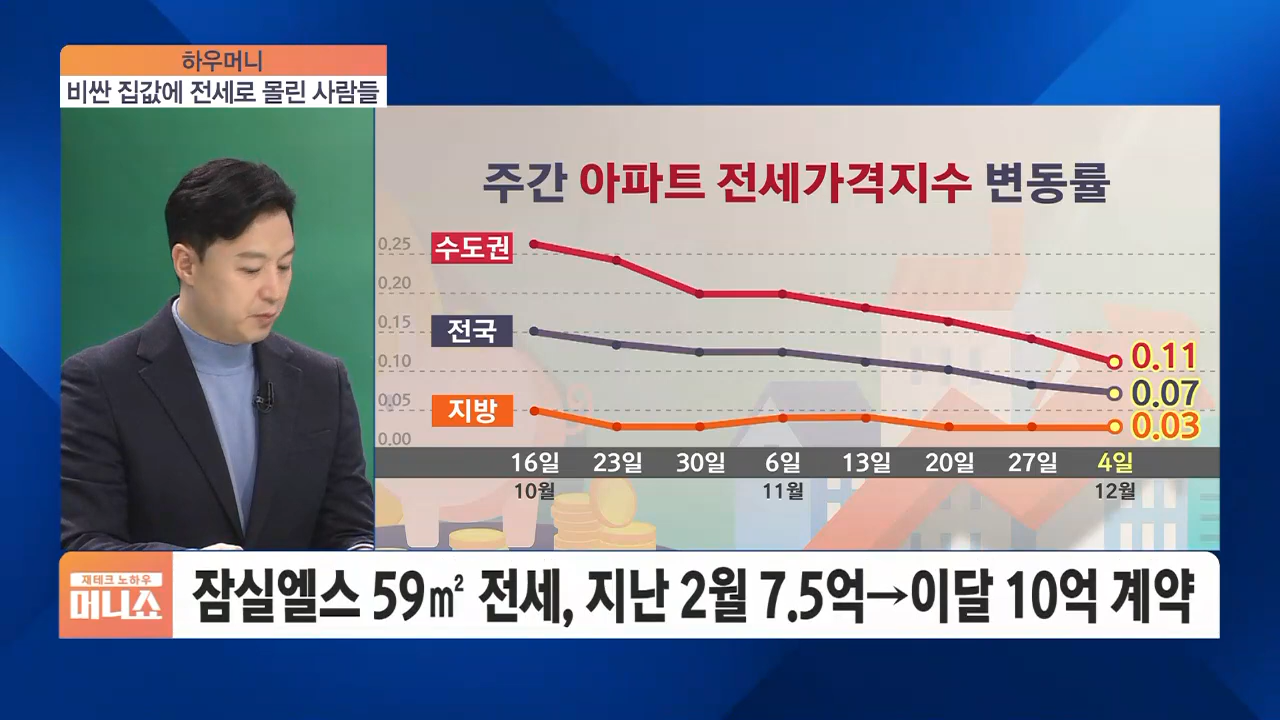 하우머니
비싼 집값에 전세로 몰린 사람들
주간 아파트 전세가격지수 변동률
0.25
수도권
0.20
0.15
전국
0.10
0.11
0.07
0.05
지방
0.03
0.00
16일 23일 30일 6일 13일 20일 27일 4일
10월 11월 12월
재테크 노하우
머니쇼
잠실엘스 59㎡ 전세, 지난 2월 7.5억→이달 10억 계약